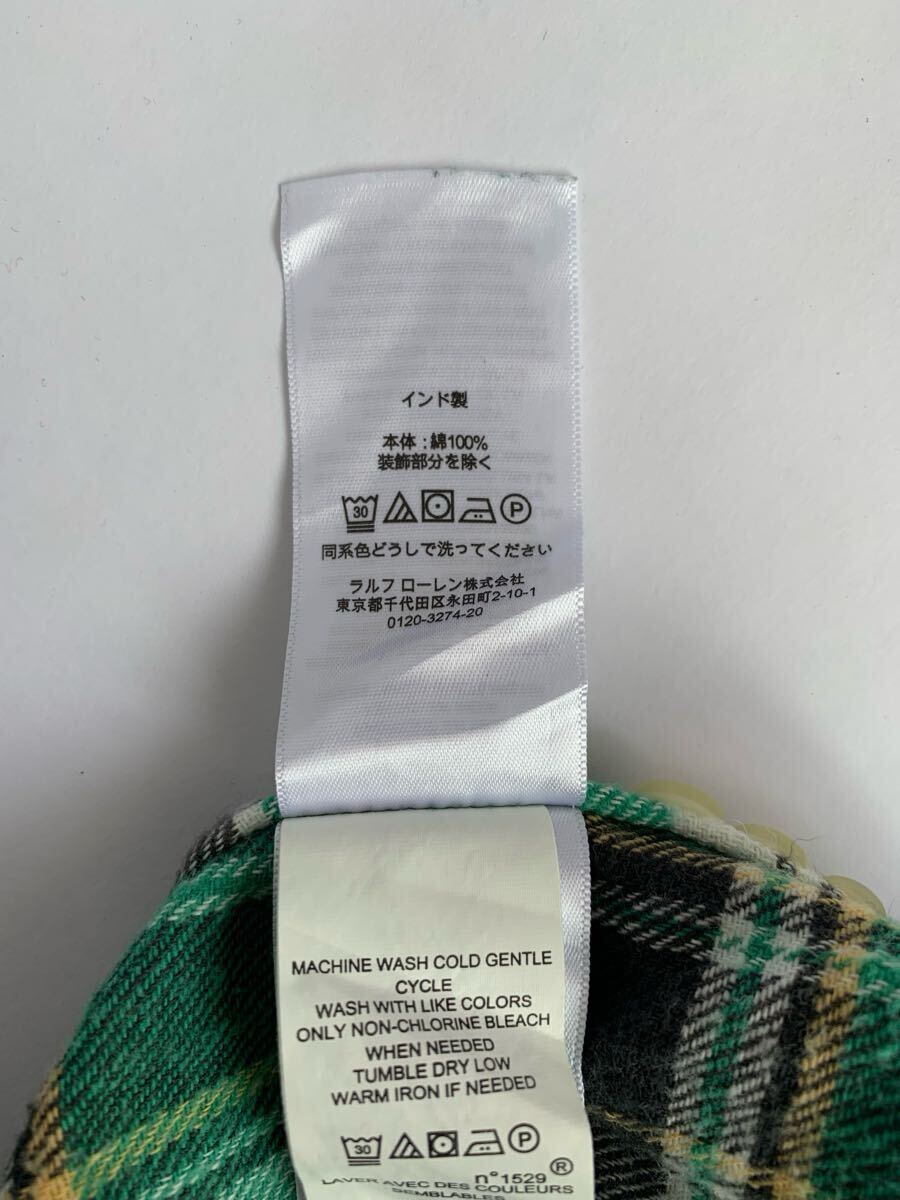 インド製
本体 : 綿100%
装飾部分を除く
30 P
同系色どうしで洗ってください
ラルフ ローレン株式会社
東京都千代田区永田町2-10-1
0120-3274-20
MACHINE WASH COLD GENTLE
CYCLE
WASH WITH LIKE COLORS
ONLY NON-CHLORINE BLEACH
WHEN NEEDED
TUMBLE DRY LOW
WARM IRON IF NEEDED
30 P
n°1529 ®
LAVER AVEC DES COULEURS
SEMBLABLES